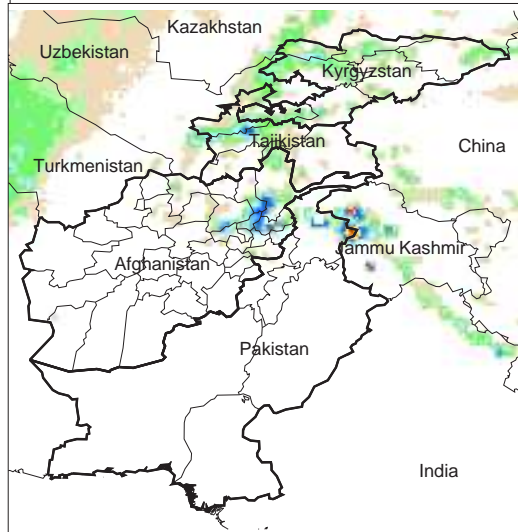 Kazakhstan
Uzbekistan
Kyrgyzstan
Tajikistan
China
Turkmenistan
Jammu Kashmir
Afghanistan
Pakistan
India